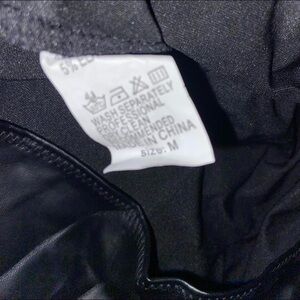 WASH SEPARATELY
PROFESSIONAL
DRY CLEAN
RECOMMENDED
MADE IN CHINA
SIZE: M